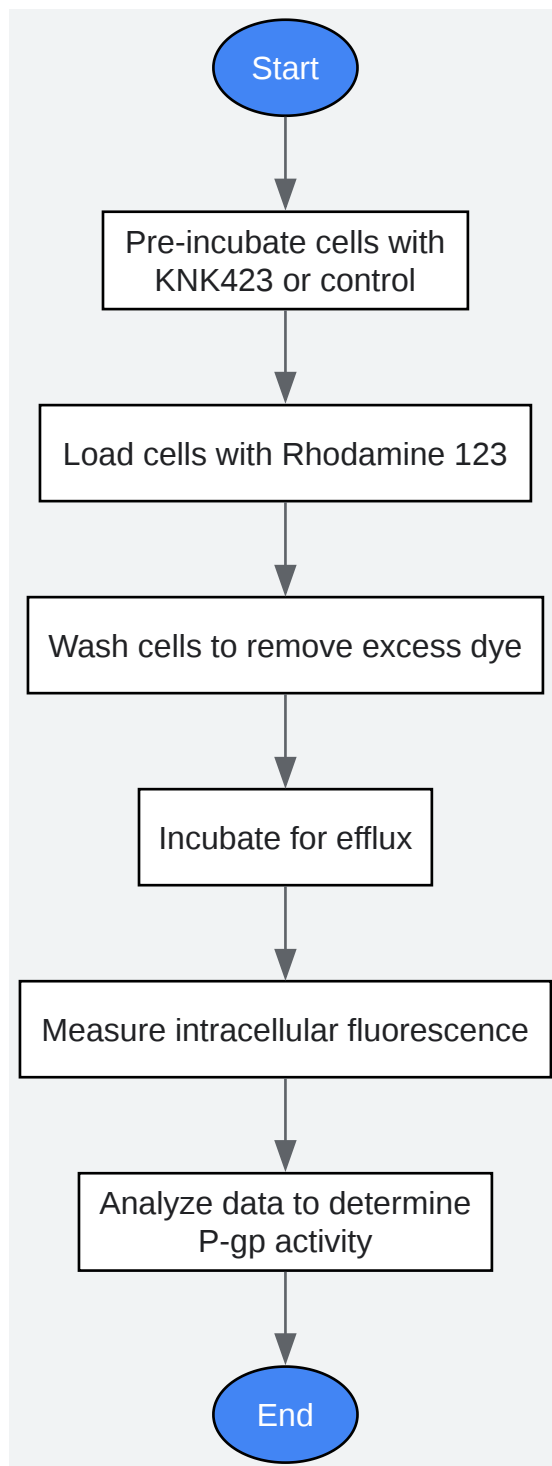 Start
Pre-incubate cells with
KNK423 or control
Load cells with Rhodamine 123
Wash cells to remove excess dye
Incubate for efflux
Measure intracellular fluorescence
Analyze data to determine
P-gp activity
End